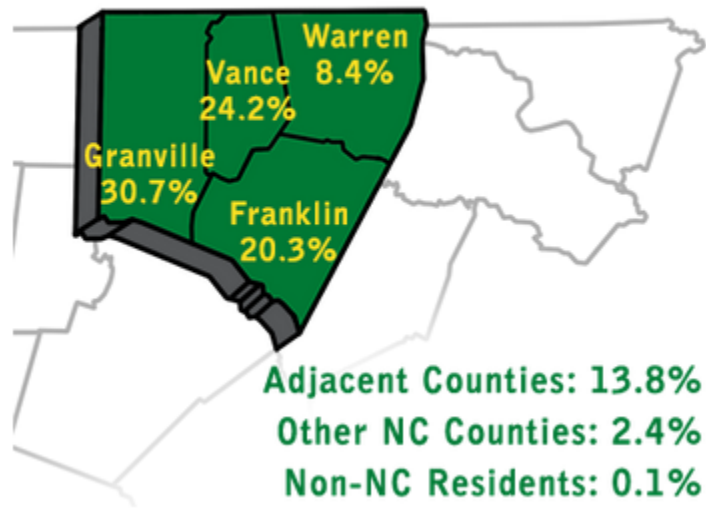 Warren
8.4%
Vance
24.2%
Granville
30.7%
Franklin
20.3%
Adjacent Counties: 13.8%
Other NC Counties: 2.4%
Non-NC Residents: 0.1%